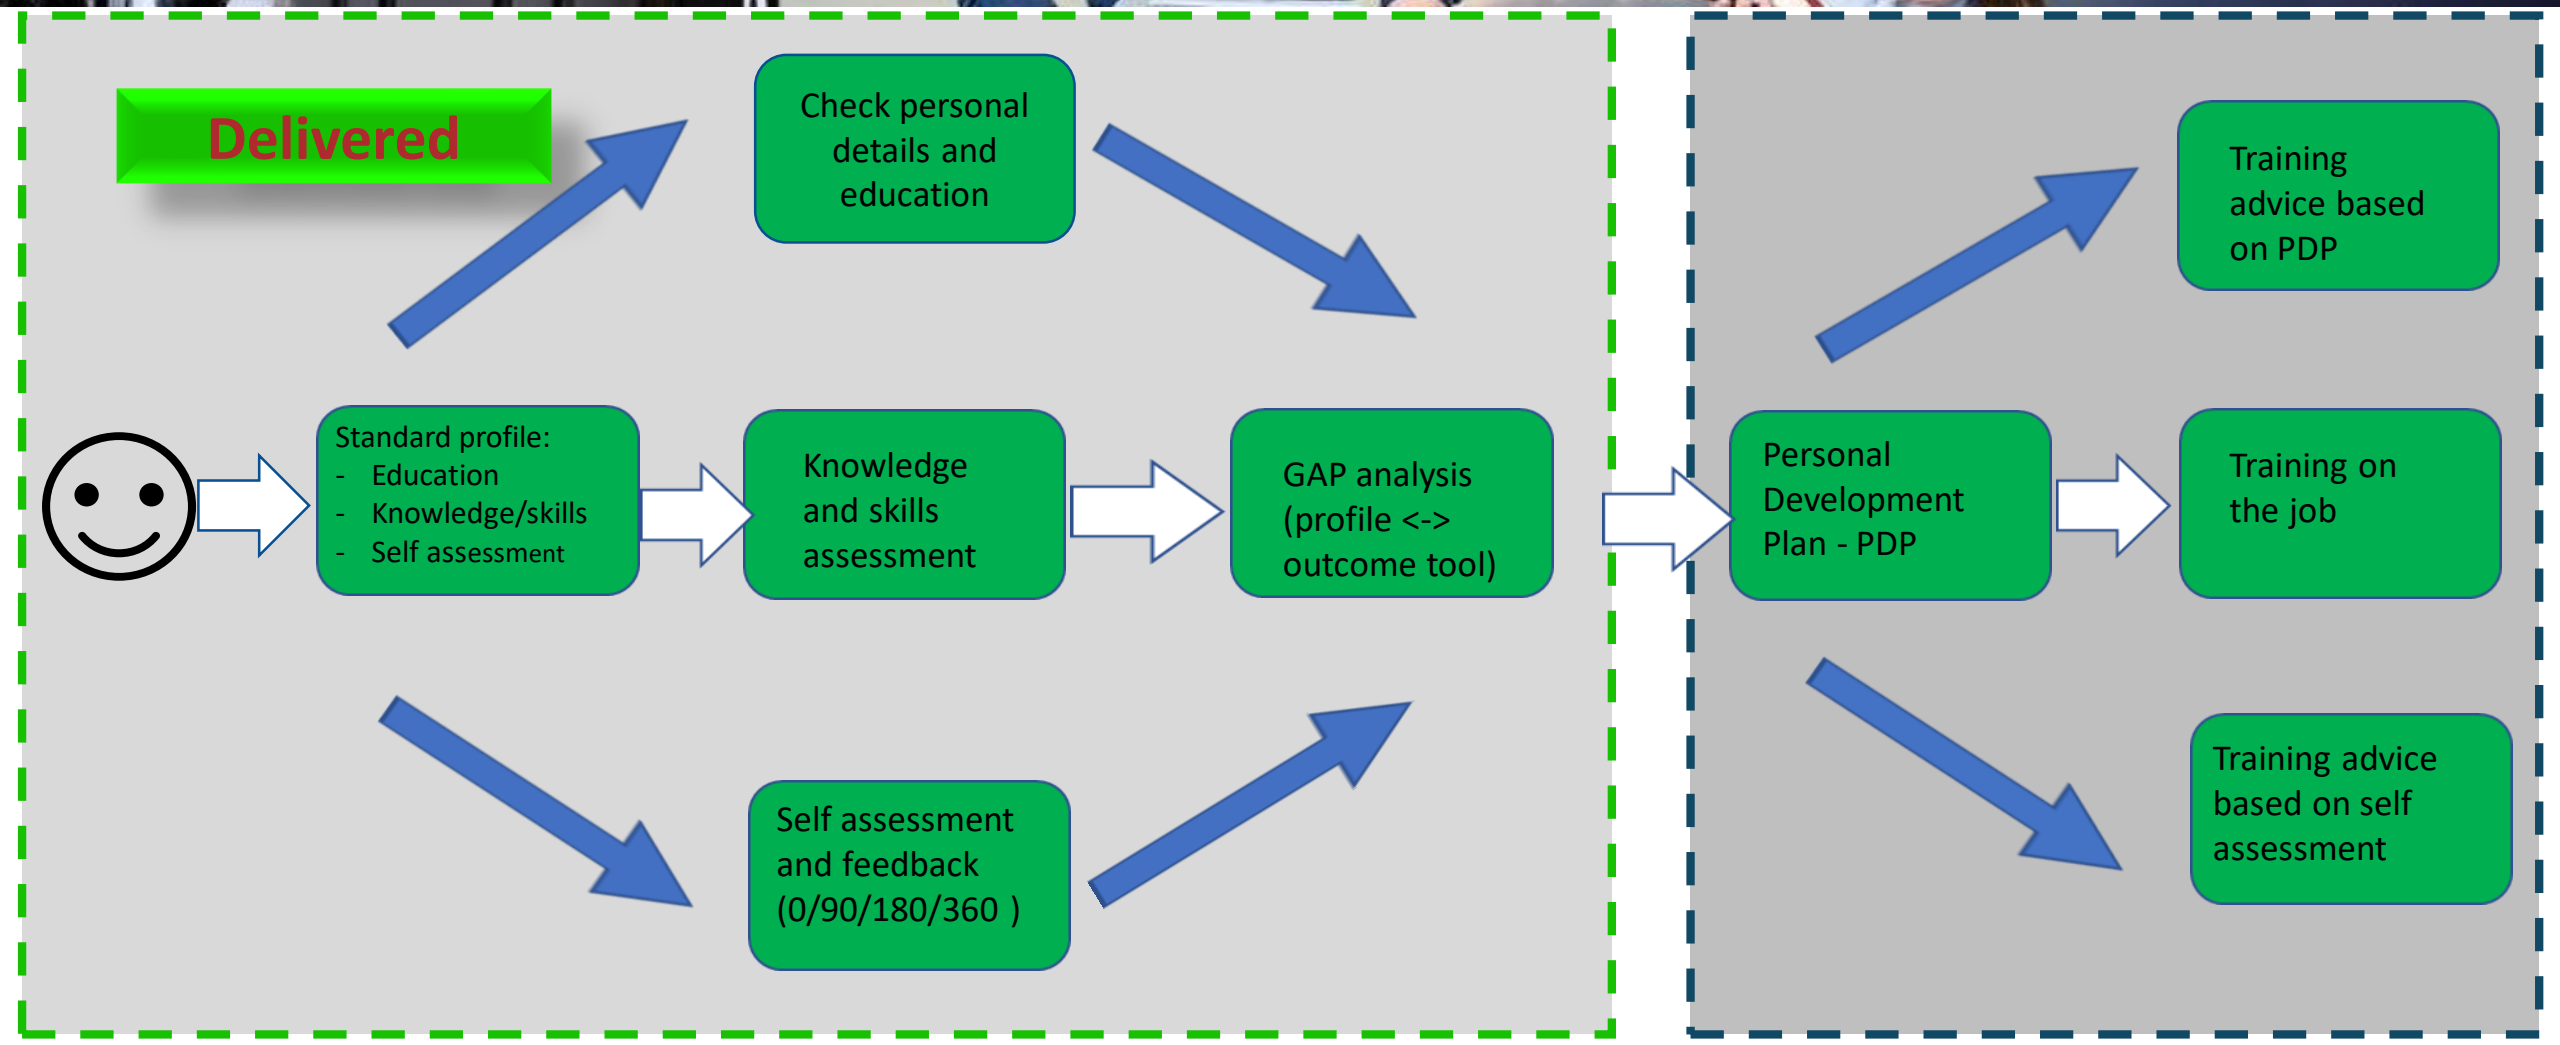 Delivered
Check personal
details and
education
Standard profile:
- Education
- Knowledge/skills
- Self assessment
Knowledge
and skills
assessment
GAP analysis
(profile <->
outcome tool)
Self assessment
and feedback
(0/90/180/360 )
Personal
Development
Plan - PDP
Training
advice based
on PDP
Training on
the job
Training advice
based on self
assessment